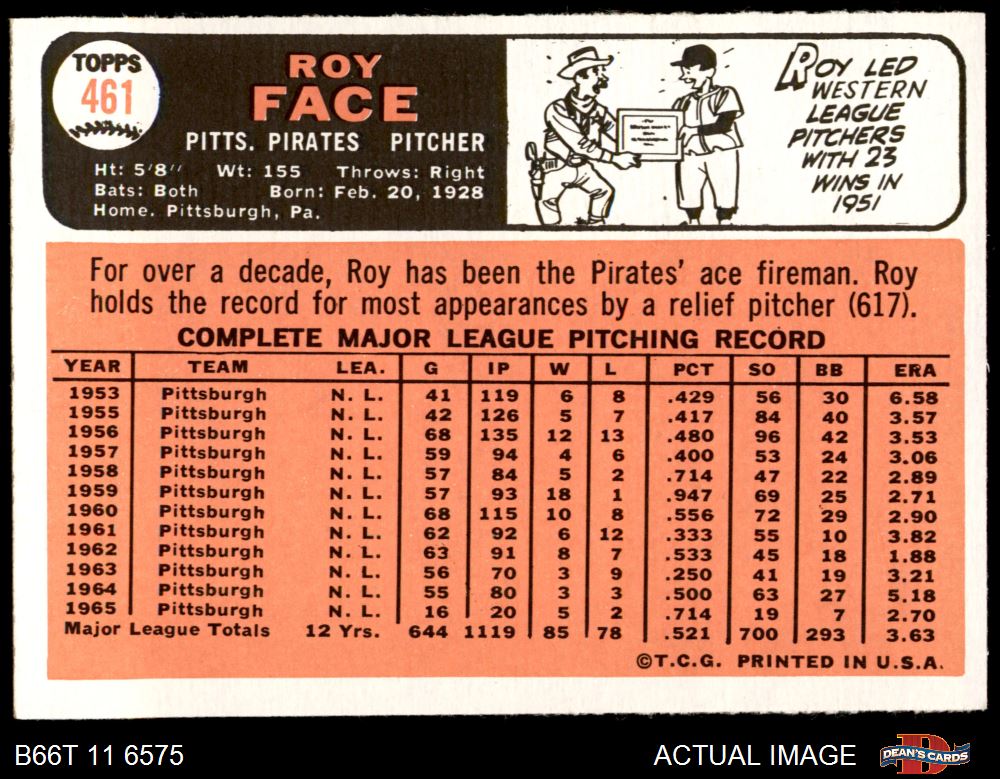 TOPPS
461
ROY
FACE
PITTS. PIRATES PITCHER
Ht: 5'8" Wt: 155 Throws: Right
Bats: Both Born: Feb. 20, 1928
Home. Pittsburgh, Pa.
ROY LED
WESTERN
LEAGUE
PITCHERS
WITH 23
WINS IN
1951
For over a decade, Roy has been the Pirates' ace fireman. Roy
holds the record for most appearances by a relief pitcher (617).
COMPLETE MAJOR LEAGUE PITCHING RECORD
YEAR TEAM LEA. G IP W L PCT SO BB ERA
1953 Pittsburgh N. L. 41 119 6 8 .429 56 30 6.58
1955 Pittsburgh N. L. 42 126 5 7 .417 84 40 3.57
1956 Pittsburgh N. L. 68 135 12 13 .480 96 42 3.53
1957 Pittsburgh N. L. 59 94 4 6 .400 53 24 3.06
1958 Pittsburgh N. L. 57 84 5 2 .714 47 22 2.89
1959 Pittsburgh N. L. 57 93 18 1 .947 69 25 2.71
1960 Pittsburgh N. L. 68 115 10 8 .556 72 29 2.90
1961 Pittsburgh N. L. 62 92 6 12 .333 55 10 3.82
1962 Pittsburgh N. L. 63 91 8 7 .533 45 18 1.88
1963 Pittsburgh N. L. 56 70 3 9 .250 41 19 3.21
1964 Pittsburgh N. L. 55 80 3 3 .500 63 27 5.18
1965 Pittsburgh N. L. 16 20 5 2 .714 19 7 2.70
Major League Totals 12 Yrs. 644 1119 85 78 .521 700 293 3.63
©T.C.G. PRINTED IN U.S.A.
B66T 11 6575
ACTUAL IMAGE
DEAN'S CARDS